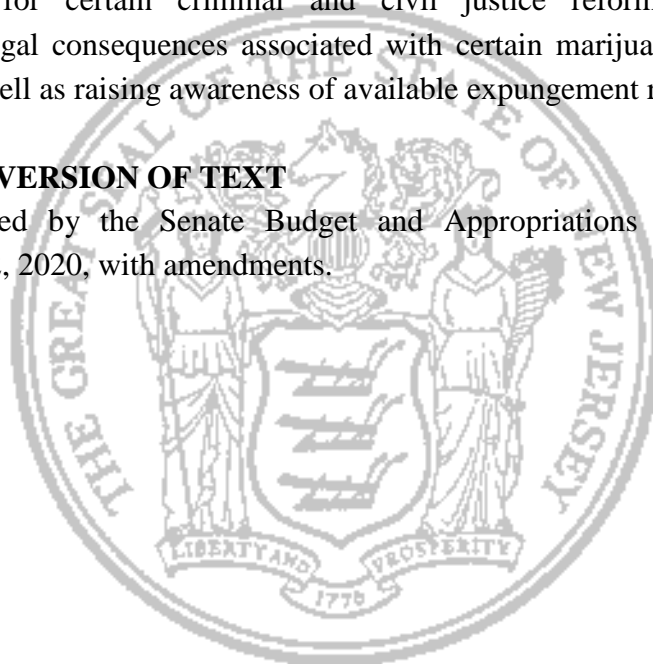 for certain criminal and civil justice reform
gal consequences associated with certain mariju
ell as raising awareness of available expungement
VERSION OF TEXT
ed by the Senate Budget and Appropriations
, 2020, with amendments.
THE GREAT SEAL OF THE STATE OF NEW JERSEY
LIBERTY AND PROSPERITY
1776